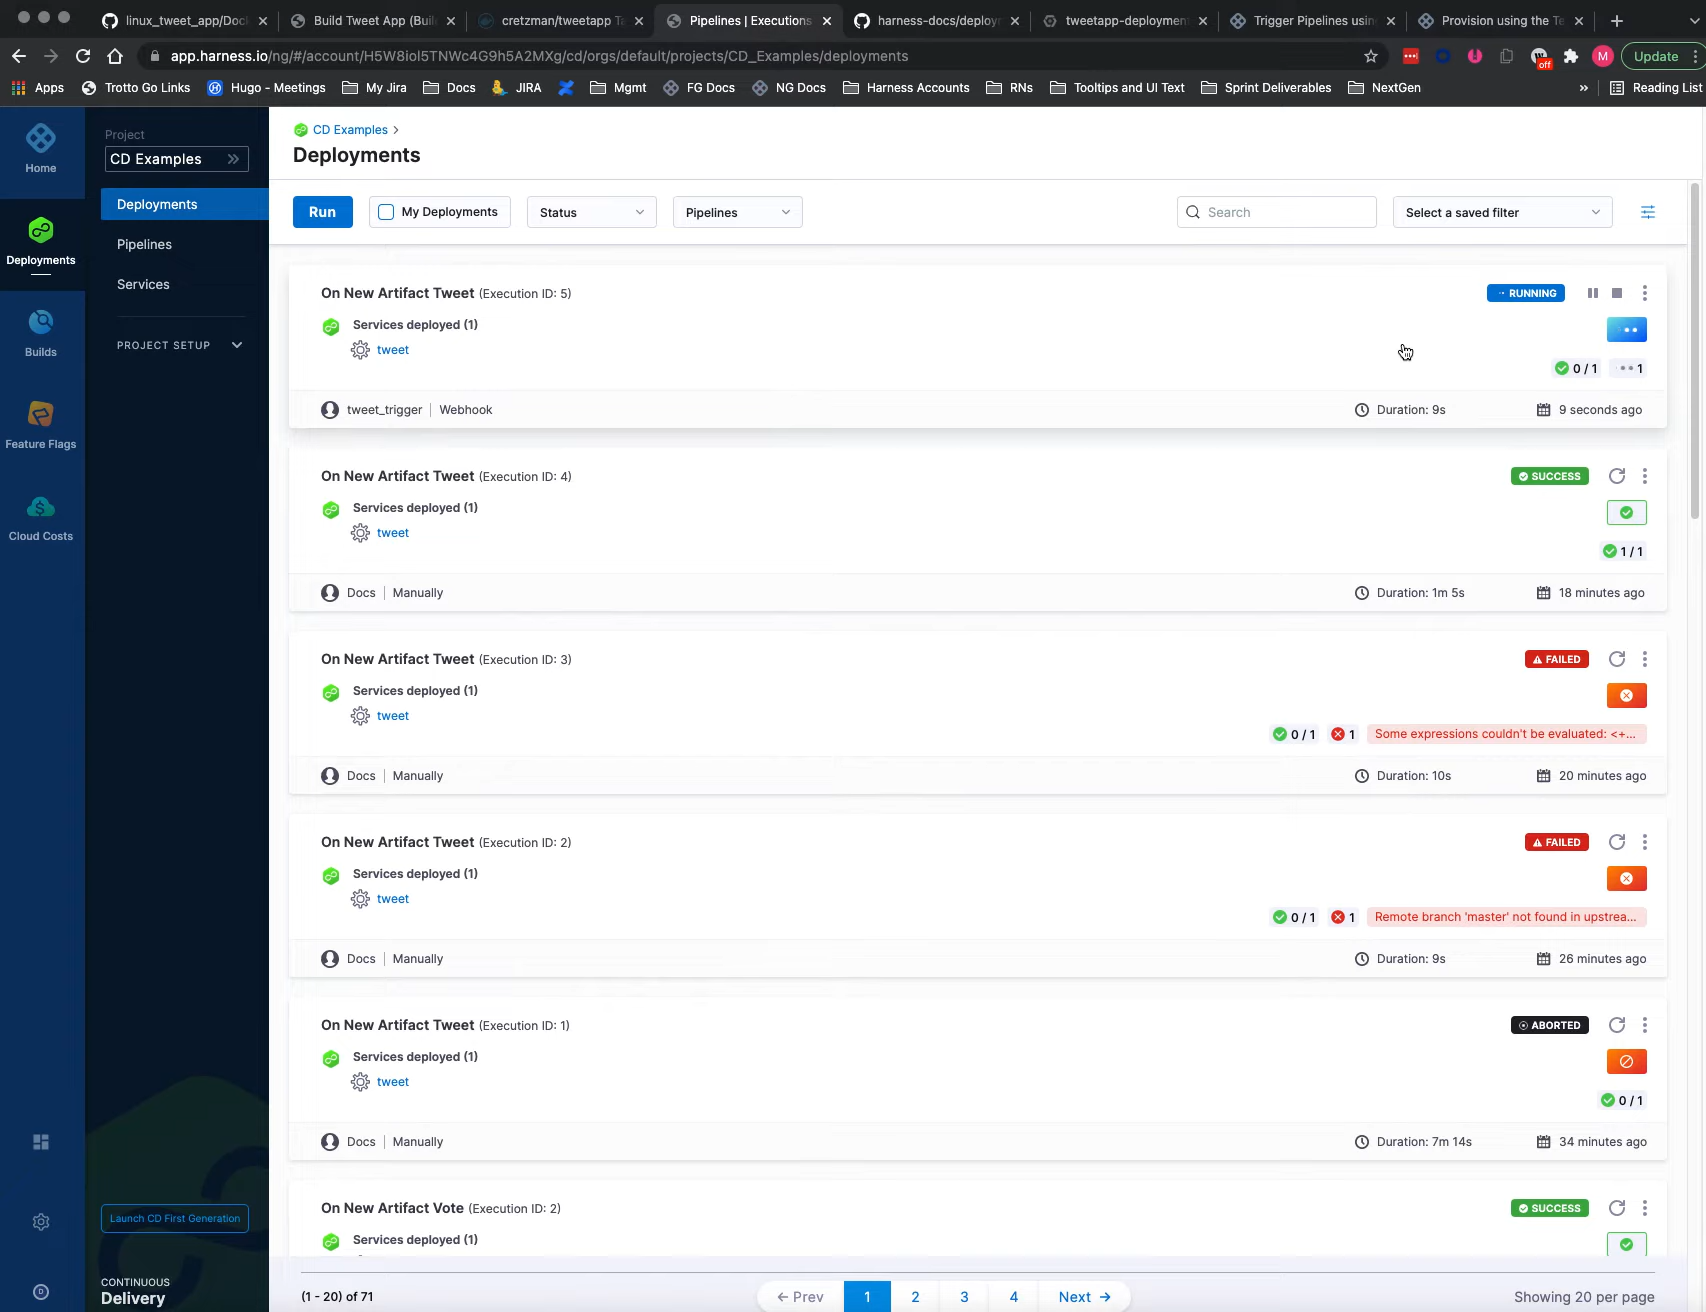 linux_tweet_app/Doc
Build Tweet App (Buil
cretzman/tweetapp Ta
Pipelines | Executions
harness-docs/deploy
tweetapp-deploymen
Trigger Pipelines usin
Provision using the Te
app.harness.io/ng/#/account/H5W8iol5TNWc4G9h5A2MXg/cd/orgs/default/projects/CD_Examples/deployments
off
M
Update
Apps
Trotto Go Links
Hugo - Meetings
My Jira
Docs
JIRA
Mgmt
FG Docs
NG Docs
Harness Accounts
RNs
Tooltips and UI Text
Sprint Deliverables
NextGen
»
Reading List
Home
Deployments
Builds
Feature Flags
Cloud Costs
Project
CD Examples
Deployments
Pipelines
Services
PROJECT SETUP
Launch CD First Generation
CONTINUOUS
Delivery
CD Examples >
Deployments
Run
My Deployments
Status
Pipelines
Search
Select a saved filter
On New Artifact Tweet (Execution ID: 5)
RUNNING
Services deployed (1)
tweet
0 / 1
1
tweet_trigger | Webhook
Duration: 9s
9 seconds ago
On New Artifact Tweet (Execution ID: 4)
SUCCESS
Services deployed (1)
tweet
1 / 1
Docs | Manually
Duration: 1m 5s
18 minutes ago
On New Artifact Tweet (Execution ID: 3)
FAILED
Services deployed (1)
tweet
0 / 1
1
Some expressions couldn't be evaluated: <+...
Docs | Manually
Duration: 10s
20 minutes ago
On New Artifact Tweet (Execution ID: 2)
FAILED
Services deployed (1)
tweet
0 / 1
1
Remote branch 'master' not found in upstrea...
Docs | Manually
Duration: 9s
26 minutes ago
On New Artifact Tweet (Execution ID: 1)
ABORTED
Services deployed (1)
tweet
0 / 1
Docs | Manually
Duration: 7m 14s
34 minutes ago
On New Artifact Vote (Execution ID: 2)
SUCCESS
Services deployed (1)
(1 - 20) of 71
← Prev
1
2
3
4
Next →
Showing 20 per page